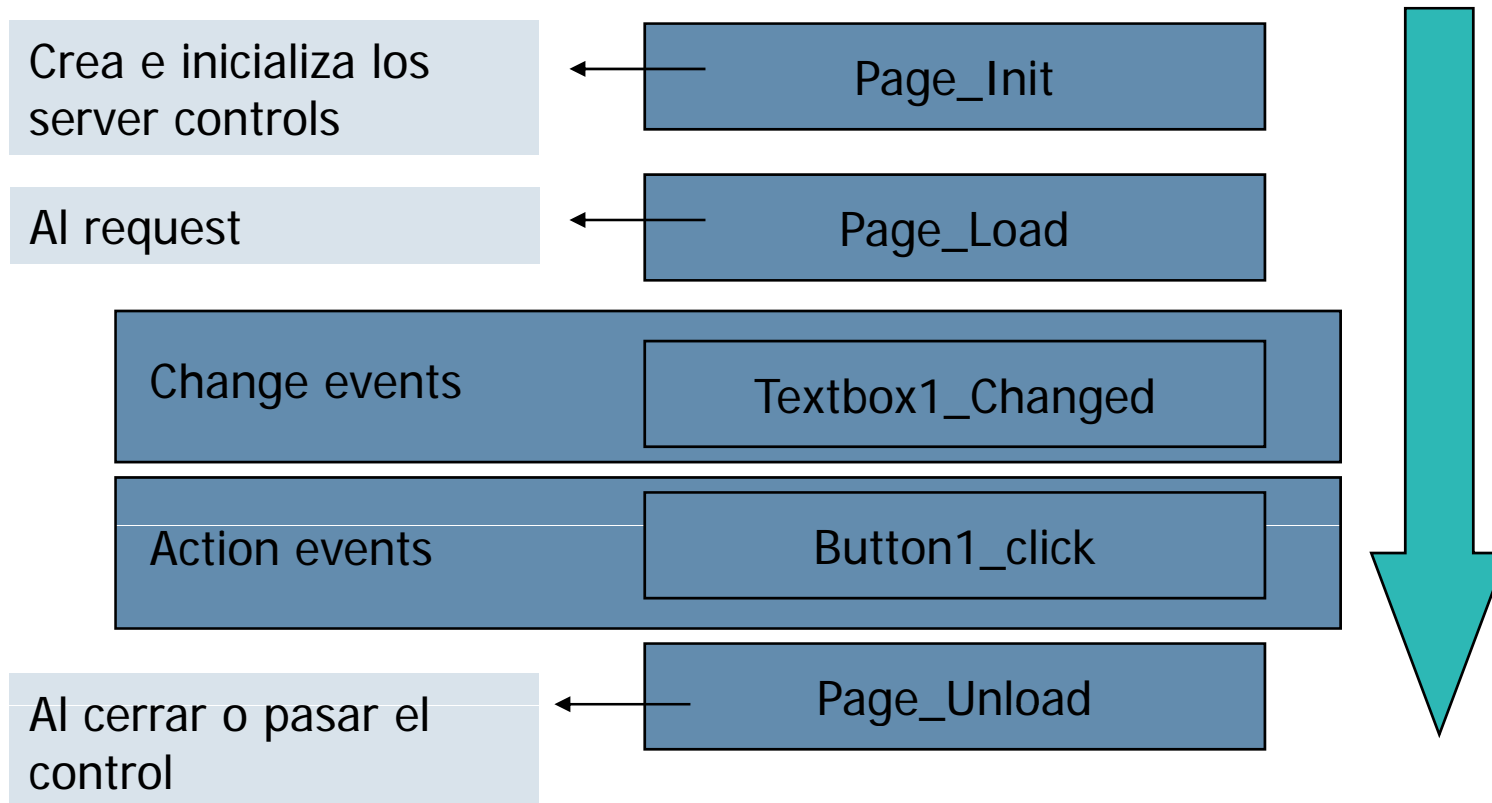 Crea e inicializa los
server controls
Page_Init
Al request
Page_Load
Change events
Textbox1_Changed
Action events
Button1_click
Al cerrar o pasar el
control
Page_Unload